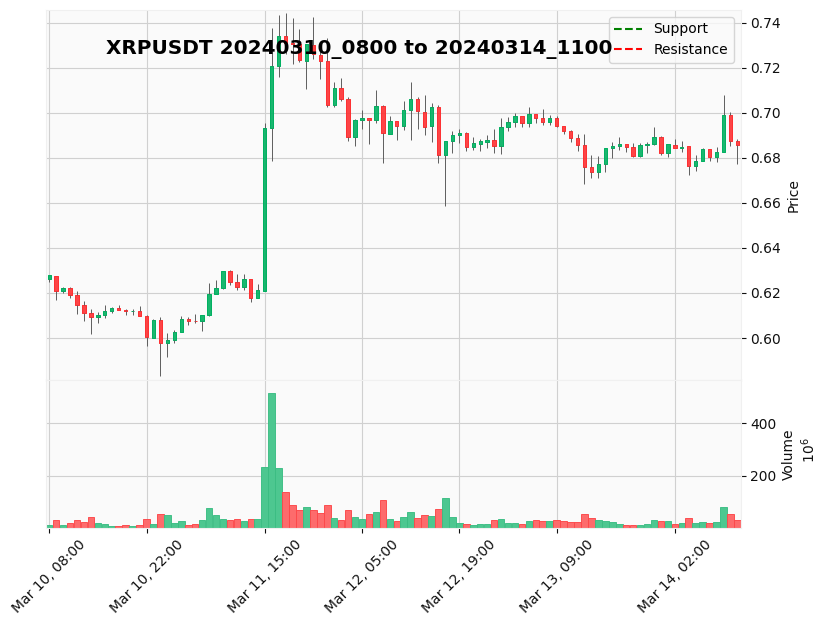 XRPUSDT 20240310_0800 to 20240314_1100
Support
Resistance
0.74
0.72
0.70
0.68
0.66
0.64
0.62
0.60
Price
400
200
Volume
10^6
Mar 10, 08:00
Mar 10, 22:00
Mar 11, 15:00
Mar 12, 05:00
Mar 12, 19:00
Mar 13, 09:00
Mar 14, 02:00